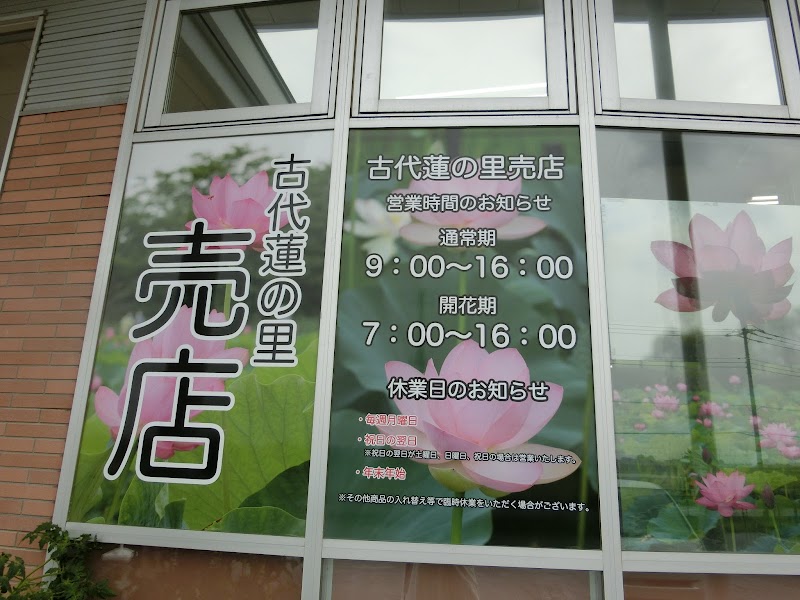 古代蓮の里
売店
古代蓮の里売店
営業時間のお知らせ
通常期
9：00～16：00
開花期
7：00～16：00
休業日のお知らせ
・毎週月曜日
・祝日の翌日
※祝日の翌日が土曜日、日曜日、祝日の場合は営業いたします。
・年末年始
※その他商品の入れ替え等で臨時休業をいただく場合がございます。